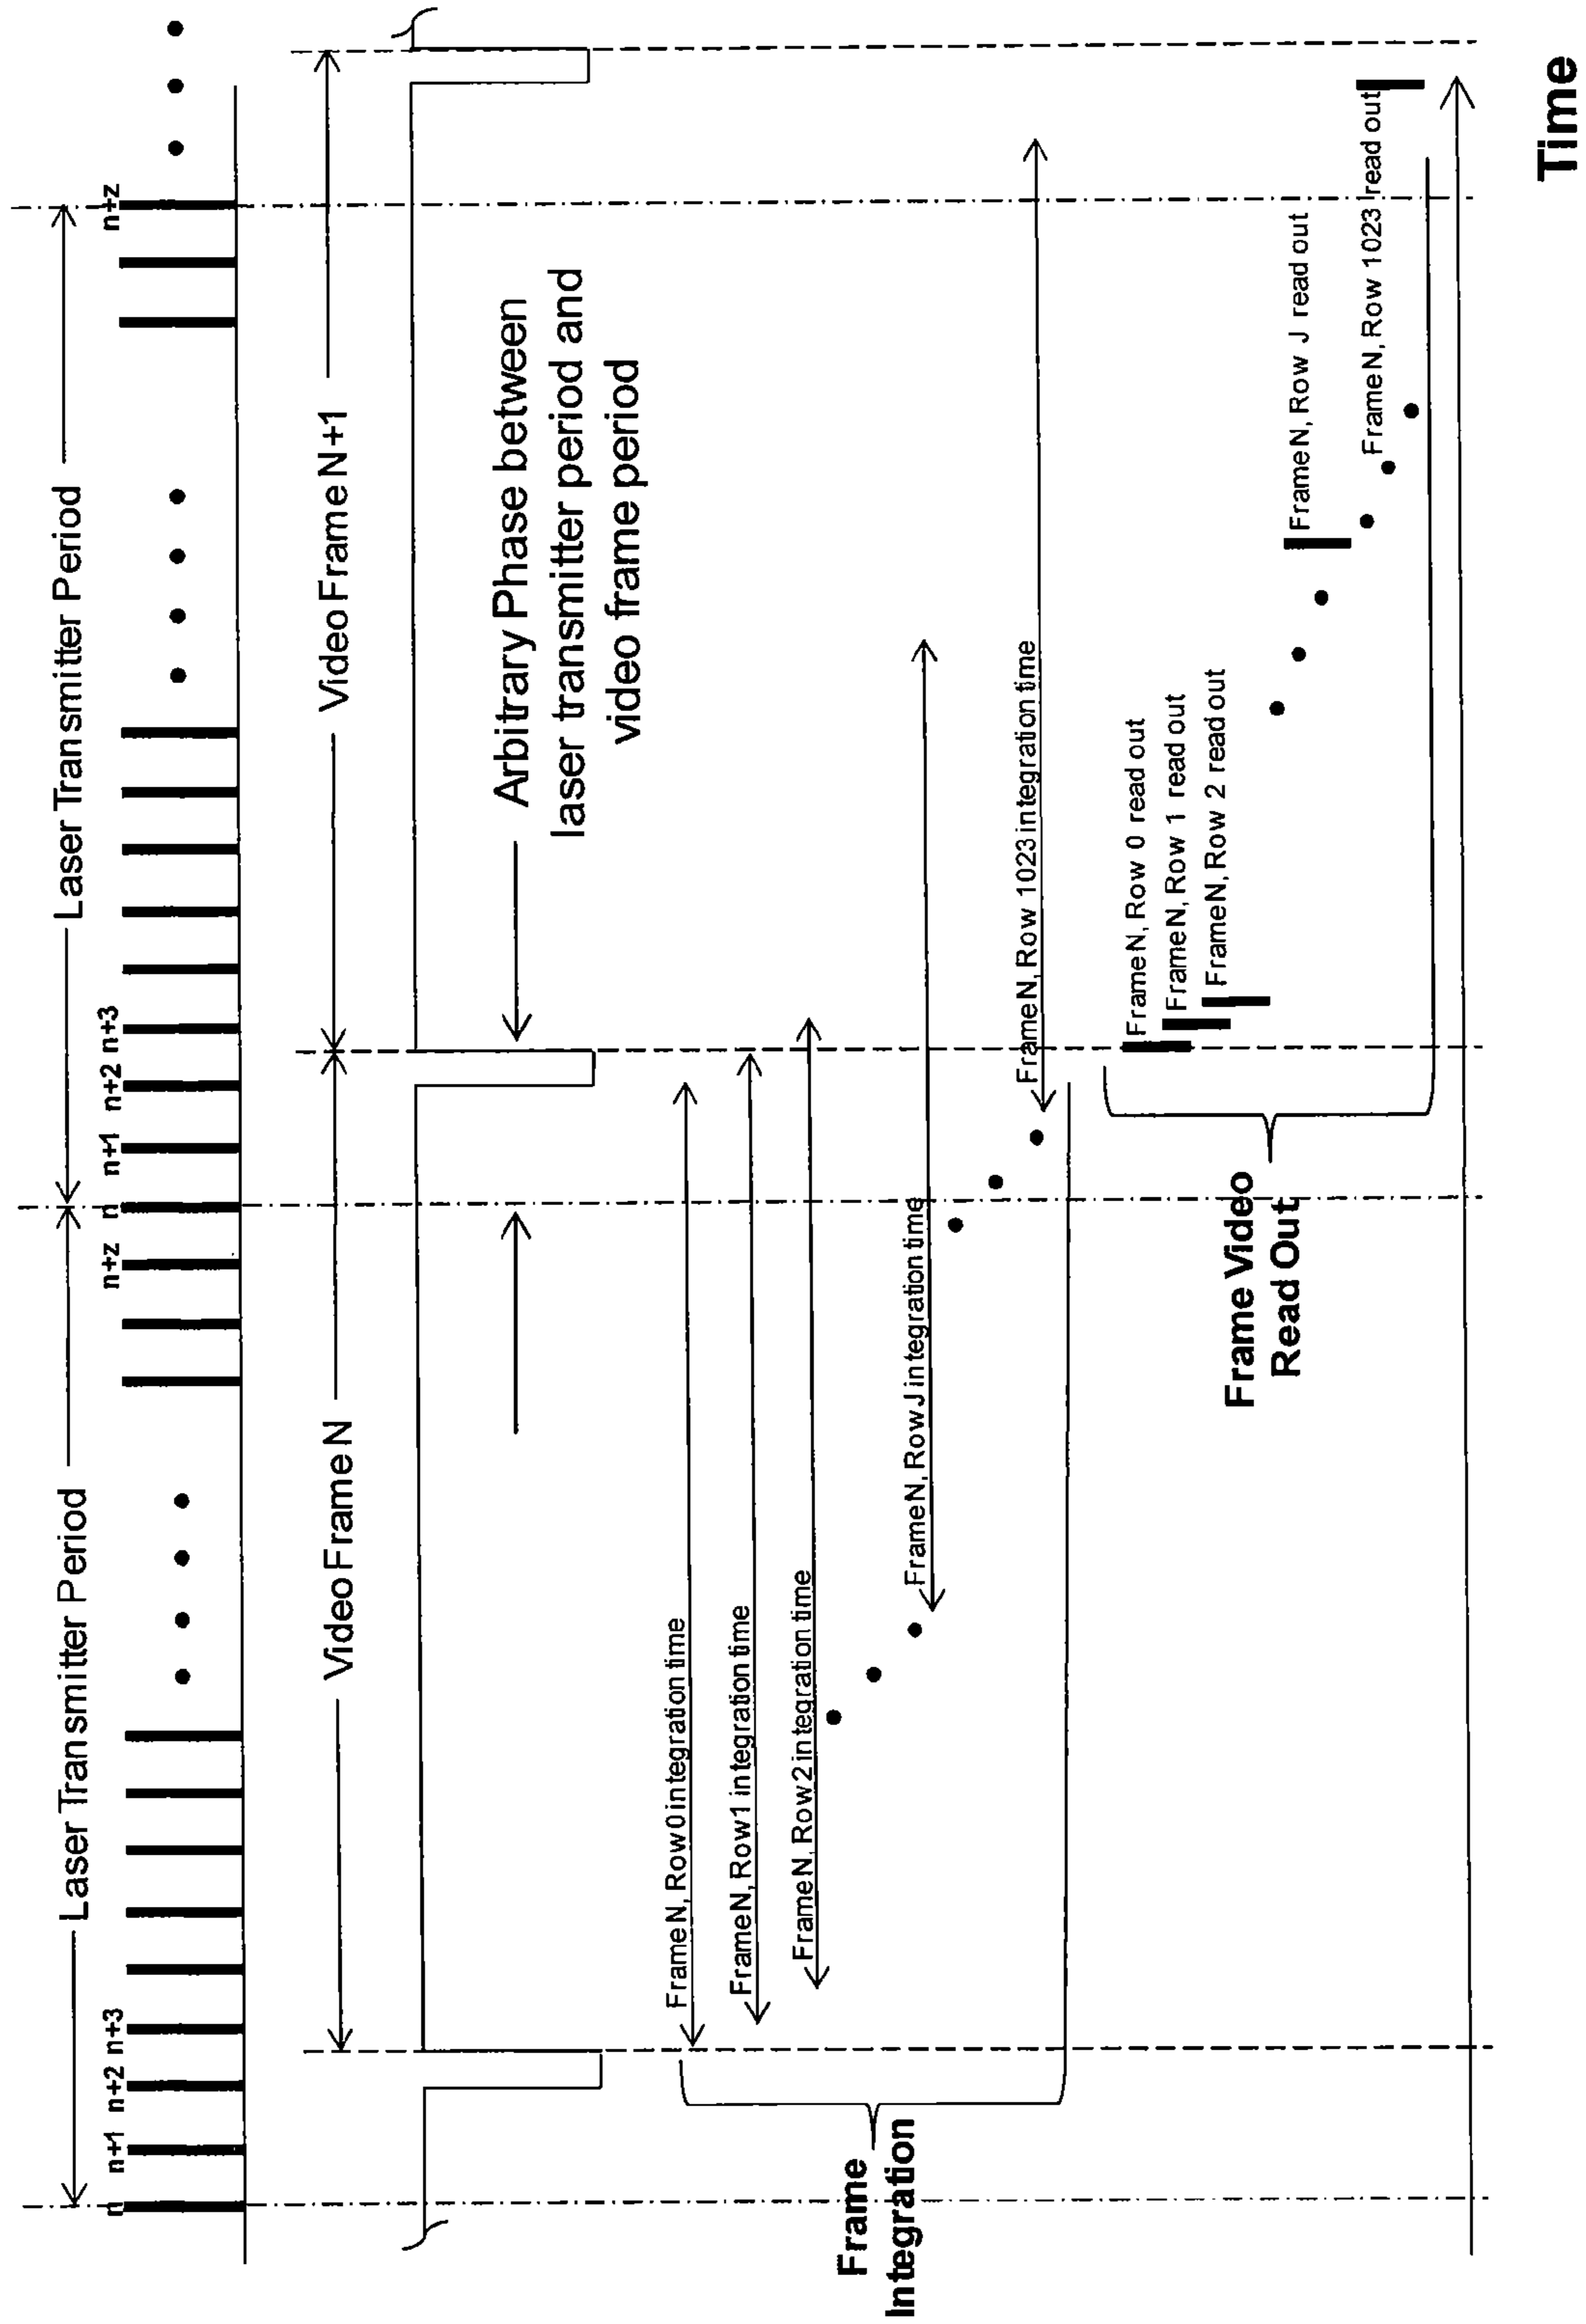 Laser Transmitter Period
Laser Transmitter Period
n
n+1
n+2
n+3
n+z
n
n+1
n+2
n+3
n+z
Video Frame N
Video Frame N+1
Arbitrary Phase between
laser transmitter period and
video frame period
Frame N, Row 0 integration time
Frame N, Row 1 integration time
Frame N, Row 2 integration time
Frame N, Row J integration time
Frame N, Row 1023 integration time
Frame
Integration
Frame N, Row 0 read out
Frame N, Row 1 read out
Frame N, Row 2 read out
Frame N, Row J read out
Frame N, Row 1023 read out
Frame Video
Read Out
Time